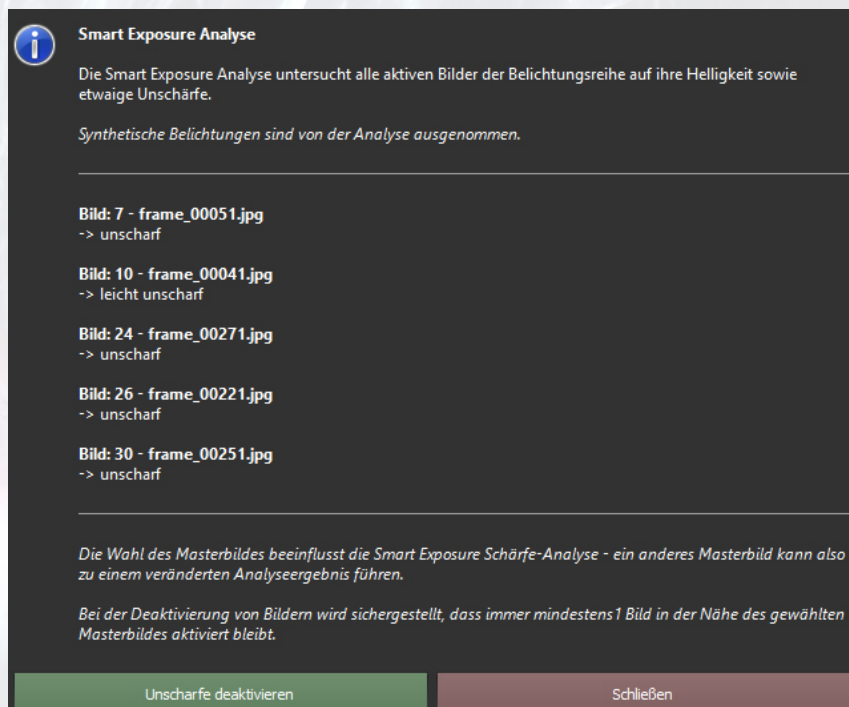 Smart Exposure Analyse
Die Smart Exposure Analyse untersucht alle aktiven Bilder der Belichtungsreihe auf ihre Helligkeit sowie
etwaige Unschärfe.
Synthetische Belichtungen sind von der Analyse ausgenommen.
Bild: 7 - frame_00051.jpg
-> unscharf
Bild: 10 - frame_00041.jpg
-> leicht unscharf
Bild: 24 - frame_00271.jpg
-> unscharf
Bild: 26 - frame_00221.jpg
-> unscharf
Bild: 30 - frame_00251.jpg
-> unscharf
Die Wahl des Masterbildes beeinflusst die Smart Exposure Schärfe-Analyse - ein anderes Masterbild kann also
zu einem veränderten Analyseergebnis führen.
Bei der Deaktivierung von Bildern wird sichergestellt, dass immer mindestens 1 Bild in der Nähe des gewählten
Masterbildes aktiviert bleibt.
Unscharfe deaktivieren
Schließen